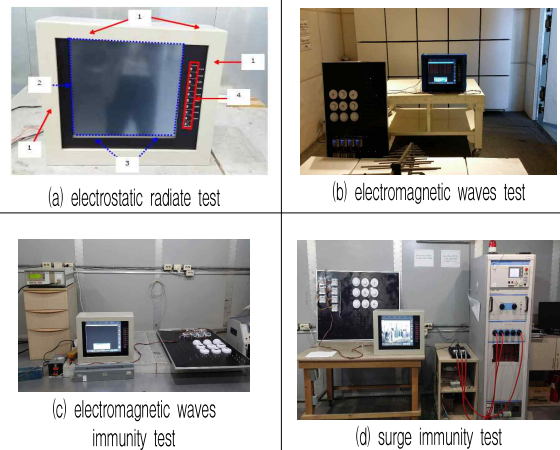 1
1
2
4
1
3
(a) electrostatic radiate test
(b) electromagnetic waves test
(c) electromagnetic waves
immunity test
(d) surge immunity test